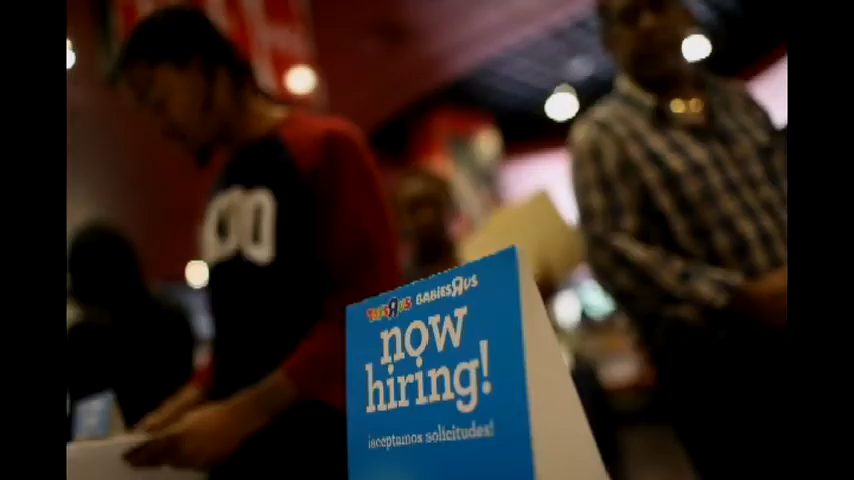 TOYS R US BABIES R US
now
hiring!
¡aceptamos solicitudes!